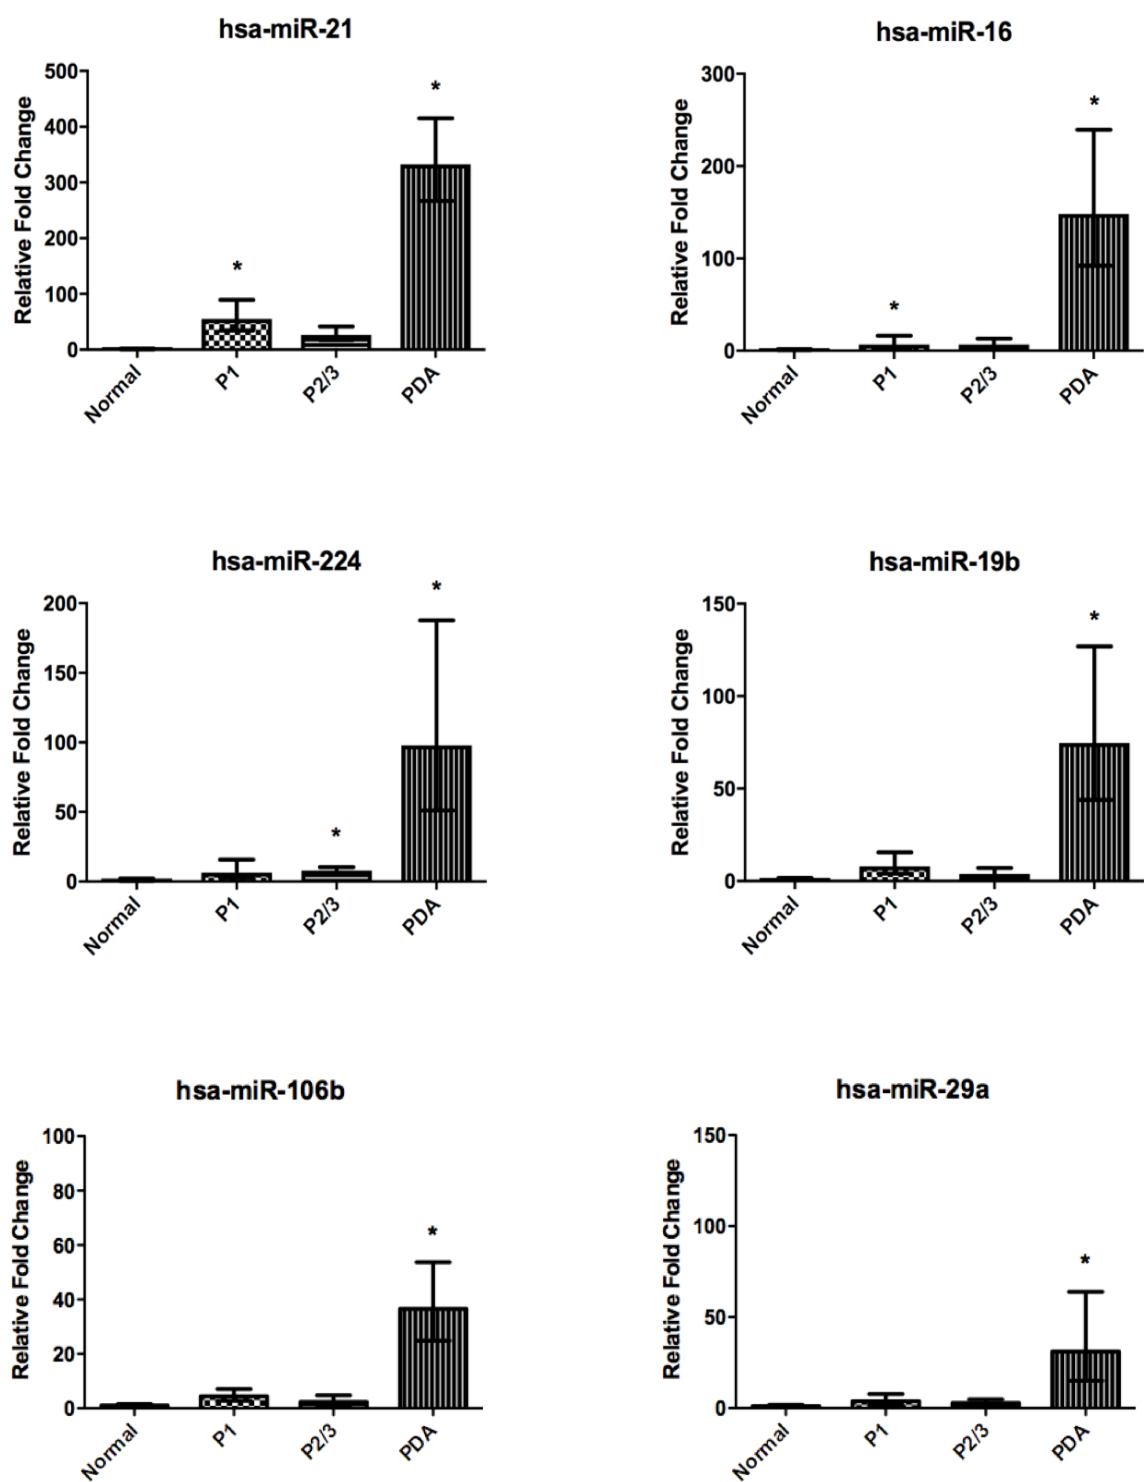 hsa-miR-21
Relative Fold Change
500
400
300
200
100
0
*
*
Normal
P1
P2/3
PDA
hsa-miR-16
Relative Fold Change
300
200
100
0
*
*
Normal
P1
P2/3
PDA
hsa-miR-224
Relative Fold Change
200
150
100
50
0
*
*
Normal
P1
P2/3
PDA
hsa-miR-19b
Relative Fold Change
150
100
50
0
*
Normal
P1
P2/3
PDA
hsa-miR-106b
Relative Fold Change
100
80
60
40
20
0
*
Normal
P1
P2/3
PDA
hsa-miR-29a
Relative Fold Change
150
100
50
0
*
Normal
P1
P2/3
PDA